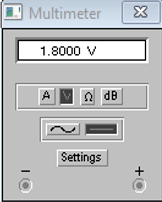 Multimeter
1.8000 V
A V Ω dB
Settings
− +